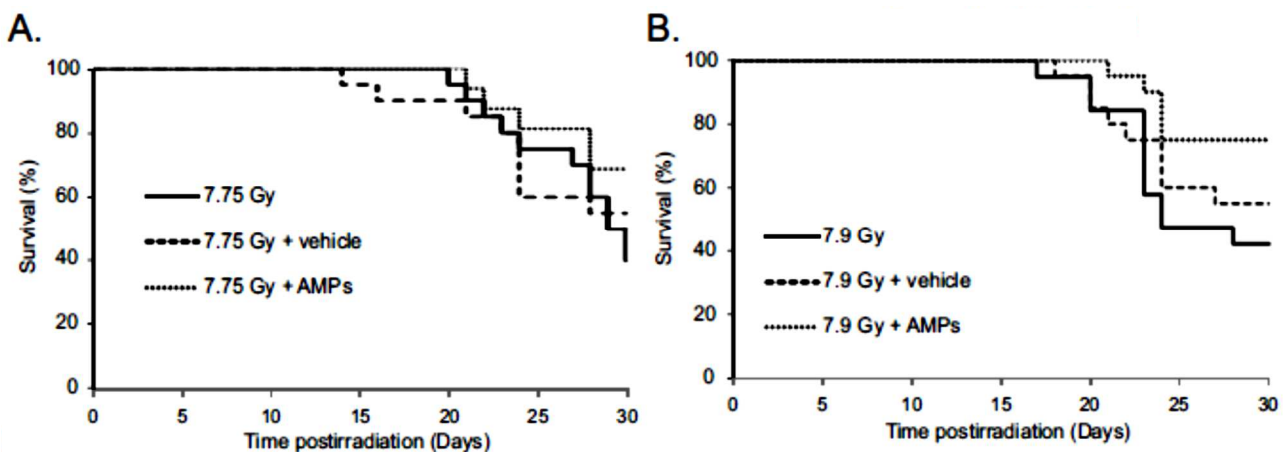 A.
100
80
60
40
20
0
Survival (%)
7.75 Gy
7.75 Gy + vehicle
7.75 Gy + AMPs
0 5 10 15 20 25 30
Time postirradiation (Days)
B.
100
80
60
40
20
0
Survival (%)
7.9 Gy
7.9 Gy + vehicle
7.9 Gy + AMPs
0 5 10 15 20 25 30
Time postirradiation (Days)